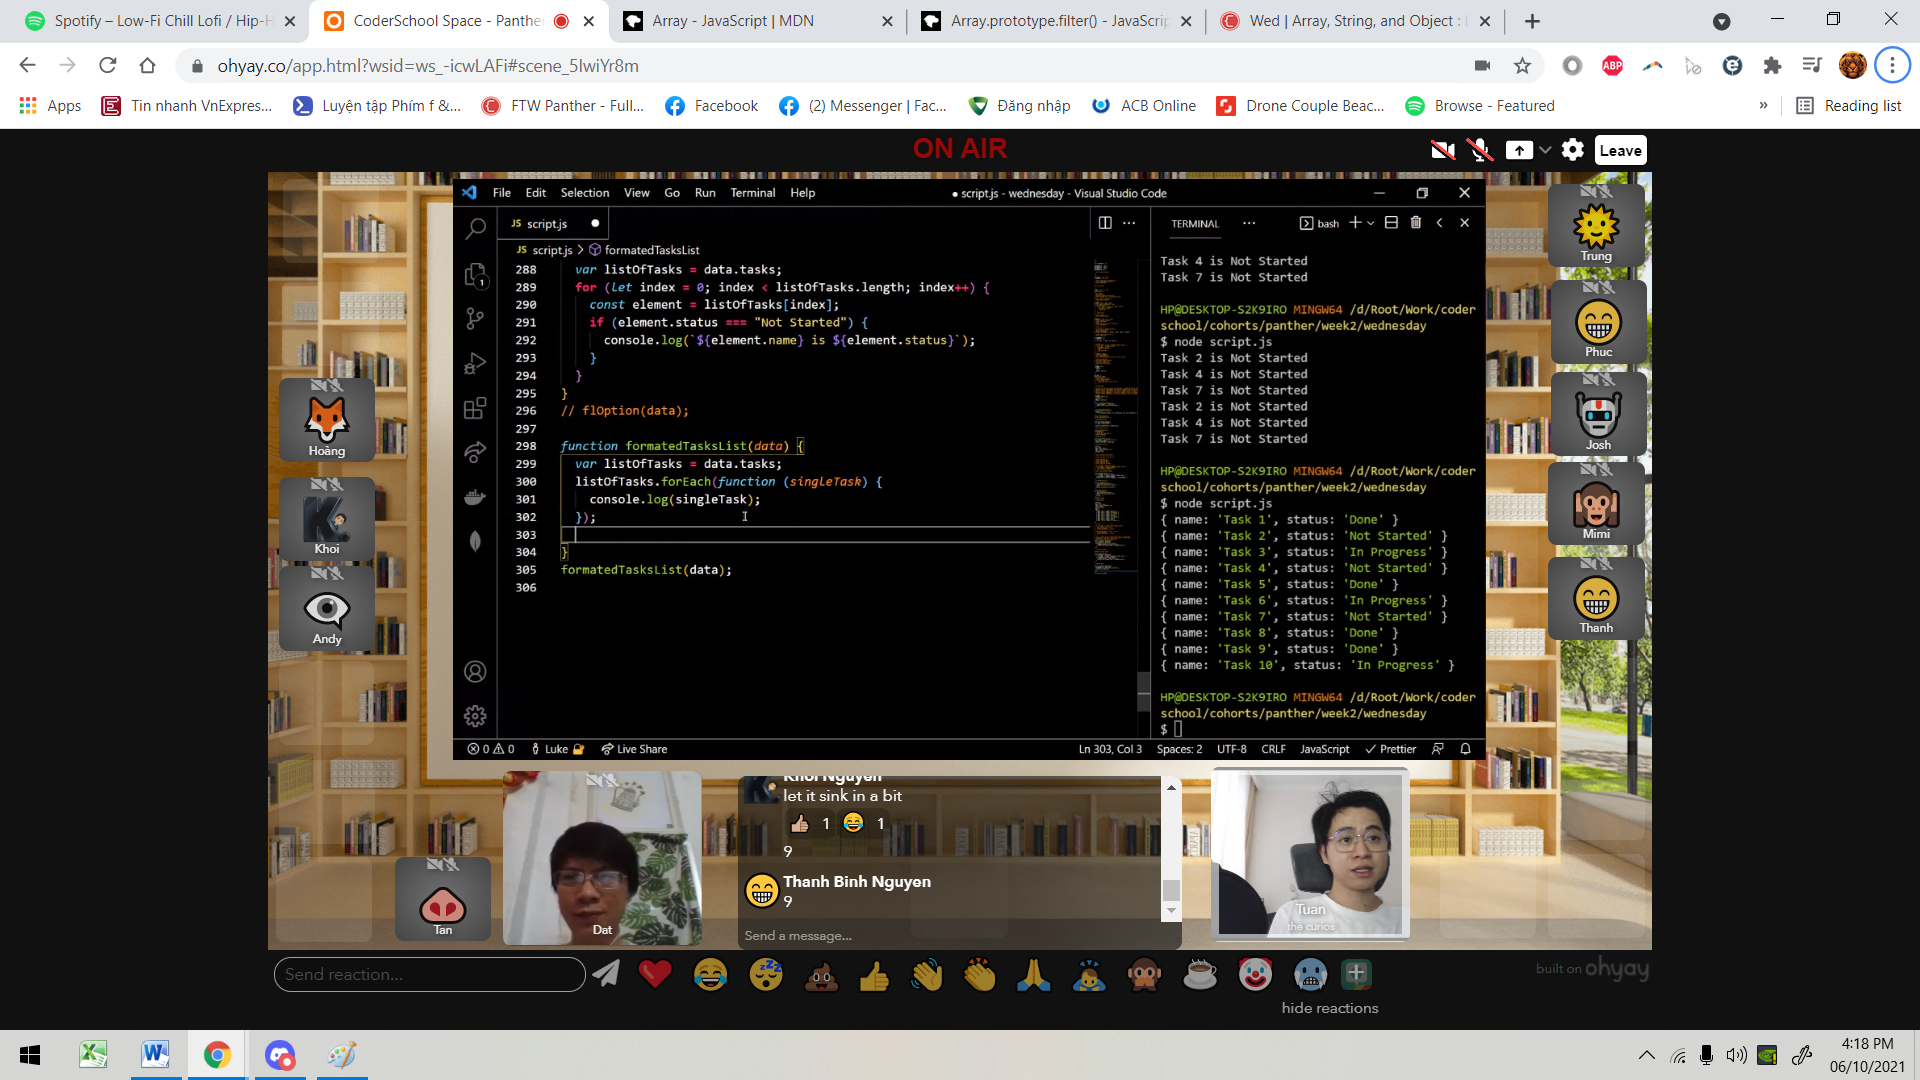 Spotify – Low-Fi Chill Lofi / Hip-H
CoderSchool Space - Panther
Array - JavaScript | MDN
Array.prototype.filter() - JavaScrip
Wed | Array, String, and Object :
ohyay.co/app.html?wsid=ws_-icwLAFi#scene_5IwiYr8m
ABP
Apps
Tin nhanh VnExpres...
Luyện tập Phím f &...
FTW Panther - Full...
Facebook
(2) Messenger | Fac...
Đăng nhập
ACB Online
Drone Couple Beac...
Browse - Featured
»
Reading list
ON AIR
Leave
File Edit Selection View Go Run Terminal Help
● script.js - wednesday - Visual Studio Code
JS script.js ●
JS script.js > formatedTasksList
288 var listOfTasks = data.tasks;
289 for (let index = 0; index < listOfTasks.length; index++) {
290 const element = listOfTasks[index];
291 if (element.status === "Not Started") {
292 console.log(`${element.name} is ${element.status}`);
293 }
294 }
295 }
296 // flOption(data);
297
298 function formatedTasksList(data) {
299 var listOfTasks = data.tasks;
300 listOfTasks.forEach(function (singleTask) {
301 console.log(singleTask);
302 });
303
304 }
305 formatedTasksList(data);
306
TERMINAL ··· bash
Task 4 is Not Started
Task 7 is Not Started
HP@DESKTOP-S2K9IRO MINGW64 /d/Root/Work/coder
school/cohorts/panther/week2/wednesday
$ node script.js
Task 2 is Not Started
Task 4 is Not Started
Task 7 is Not Started
Task 2 is Not Started
Task 4 is Not Started
Task 7 is Not Started
HP@DESKTOP-S2K9IRO MINGW64 /d/Root/Work/coder
school/cohorts/panther/week2/wednesday
$ node script.js
{ name: 'Task 1', status: 'Done' }
{ name: 'Task 2', status: 'Not Started' }
{ name: 'Task 3', status: 'In Progress' }
{ name: 'Task 4', status: 'Not Started' }
{ name: 'Task 5', status: 'Done' }
{ name: 'Task 6', status: 'In Progress' }
{ name: 'Task 7', status: 'Not Started' }
{ name: 'Task 8', status: 'Done' }
{ name: 'Task 9', status: 'Done' }
{ name: 'Task 10', status: 'In Progress' }
HP@DESKTOP-S2K9IRO MINGW64 /d/Root/Work/coder
school/cohorts/panther/week2/wednesday
$
1
0 0 Luke Live Share
Ln 303, Col 3 Spaces: 2 UTF-8 CRLF JavaScript Prettier
Hoàng
Khoi
Andy
Trung
Phuc
Josh
Mimi
Thanh
Tan
Dat
Khoi Nguyen
let it sink in a bit
1 1
9
Thanh Binh Nguyen
9
Send a message...
Tuan
the curios
Send reaction...
built on ohyay
hide reactions
4:18 PM
06/10/2021